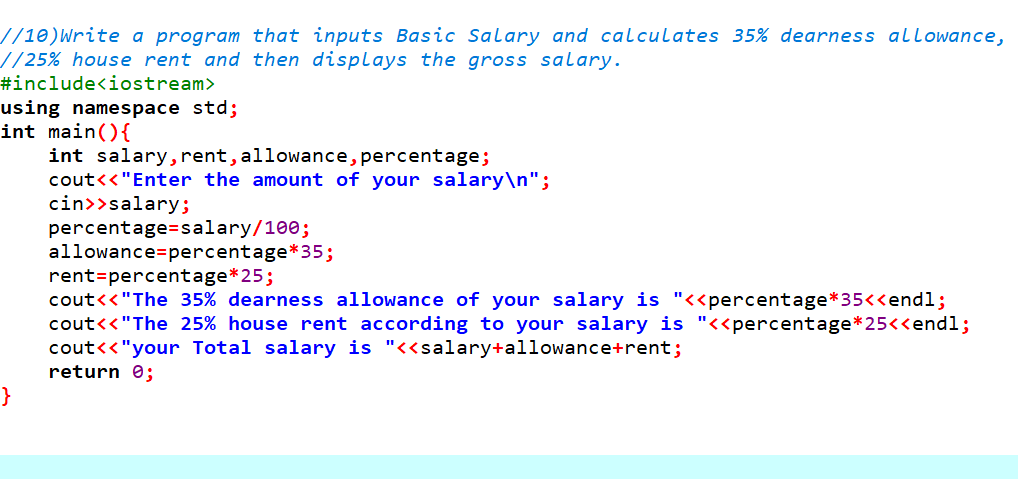 //10)Write a program that inputs Basic Salary and calculates 35% dearness allowance,
//25% house rent and then displays the gross salary.
#include<iostream>
using namespace std;
int main(){
    int salary,rent,allowance,percentage;
    cout<<"Enter the amount of your salary\n";
    cin>>salary;
    percentage=salary/100;
    allowance=percentage*35;
    rent=percentage*25;
    cout<<"The 35% dearness allowance of your salary is "<<percentage*35<<endl;
    cout<<"The 25% house rent according to your salary is "<<percentage*25<<endl;
    cout<<"your Total salary is "<<salary+allowance+rent;
    return 0;
}